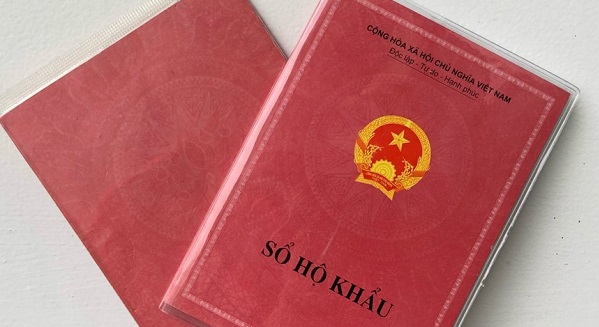 CỘNG HÒA XÃ HỘI CHỦ NGHĨA VIỆT NAM
Độc lập - Tự do - Hạnh phúc
SỔ HỘ KHẨU